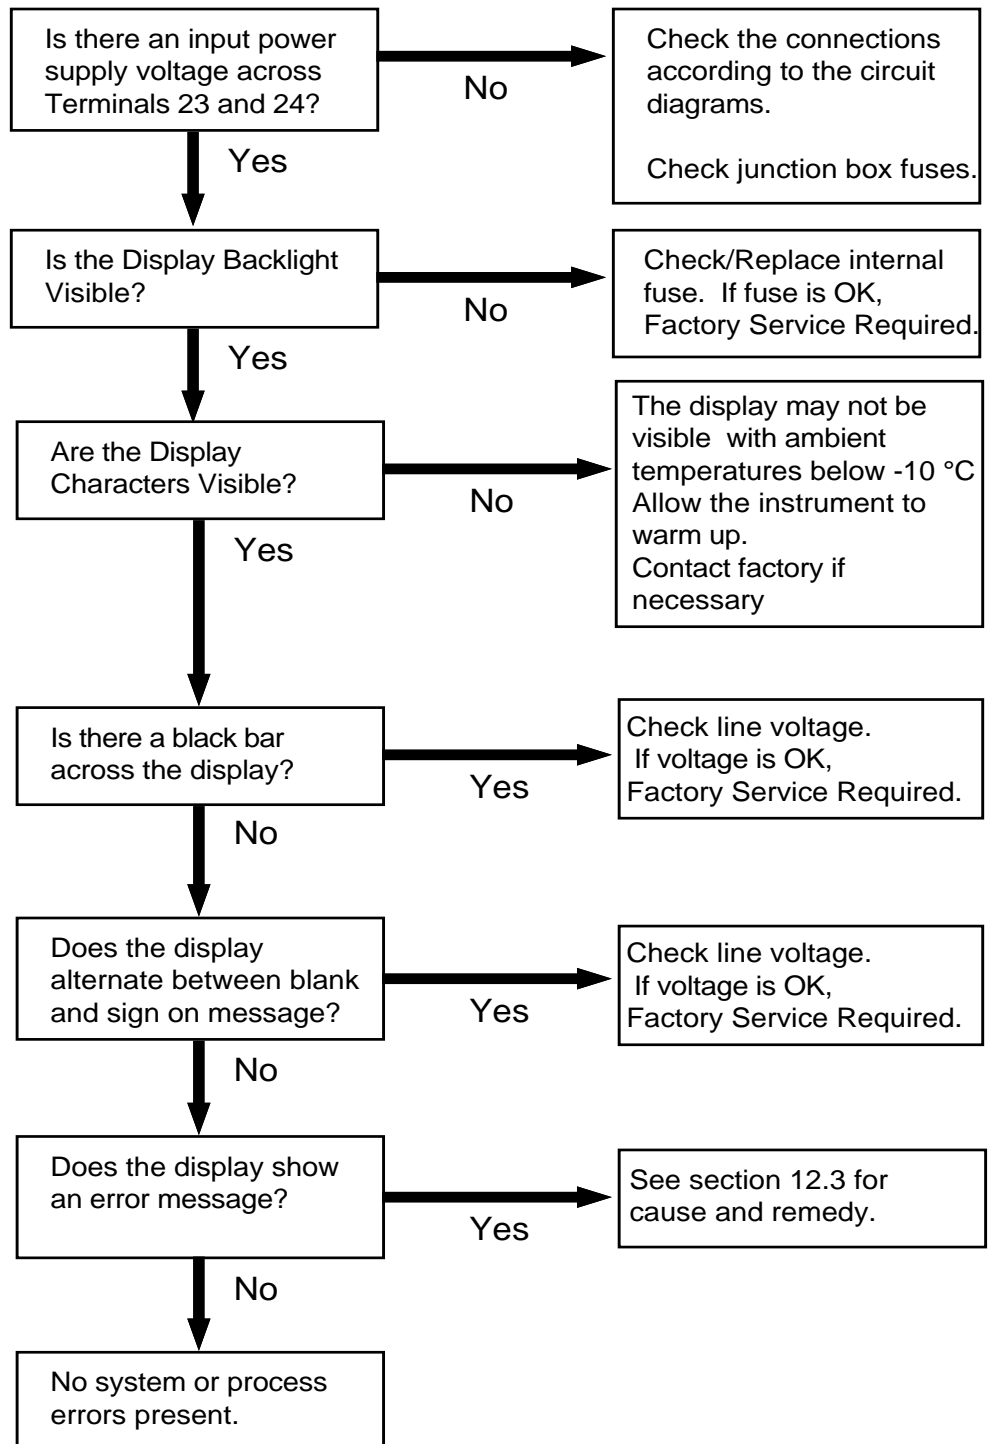 Is there an input power
supply voltage across
Terminals 23 and 24?
No
Check the connections
according to the circuit
diagrams.
Check junction box fuses.
Yes
Is the Display Backlight
Visible?
No
Check/Replace internal
fuse.  If fuse is OK,
Factory Service Required.
Yes
Are the Display
Characters Visible?
No
The display may not be
visible  with ambient
temperatures below -10 °C
Allow the instrument to
warm up.
Contact factory if
necessary
Yes
Is there a black bar
across the display?
Yes
Check line voltage.
If voltage is OK,
Factory Service Required.
No
Does the display
alternate between blank
and sign on message?
Yes
Check line voltage.
If voltage is OK,
Factory Service Required.
No
Does the display show
an error message?
Yes
See section 12.3 for
cause and remedy.
No
No system or process
errors present.